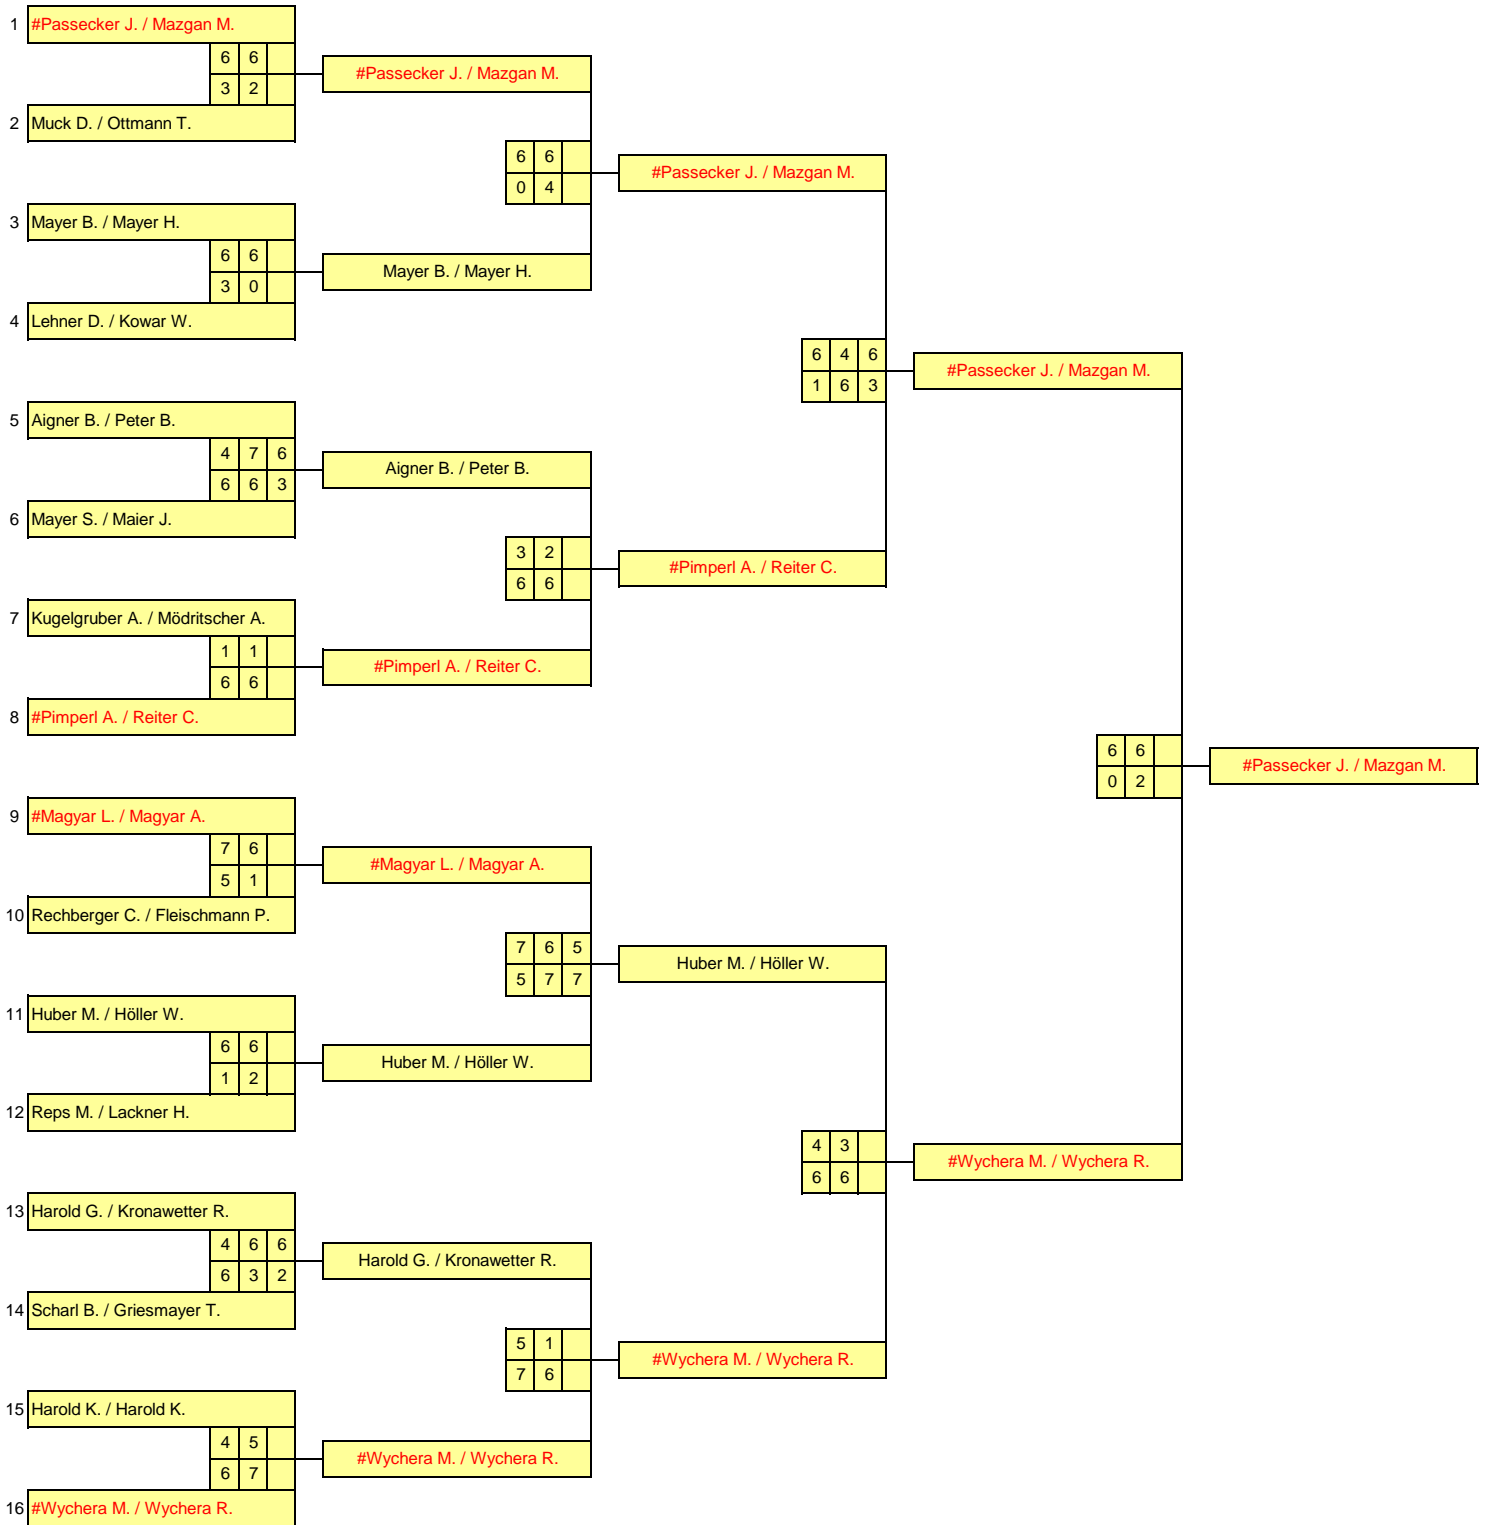 1 #Passecker J. / Mazgan M.
6 6
#Passecker J. / Mazgan M.
3 2
2 Muck D. / Ottmann T.
6 6
#Passecker J. / Mazgan M.
0 4
3 Mayer B. / Mayer H.
6 6
Mayer B. / Mayer H.
3 0
4 Lehner D. / Kowar W.
6 4 6
#Passecker J. / Mazgan M.
1 6 3
5 Aigner B. / Peter B.
4 7 6
Aigner B. / Peter B.
6 6 3
6 Mayer S. / Maier J.
3 2
#Pimperl A. / Reiter C.
6 6
7 Kugelgruber A. / Mödritscher A.
1 1
#Pimperl A. / Reiter C.
6 6
8 #Pimperl A. / Reiter C.
6 6
#Passecker J. / Mazgan M.
0 2
9 #Magyar L. / Magyar A.
7 6
#Magyar L. / Magyar A.
5 1
10 Rechberger C. / Fleischmann P.
7 6 5
Huber M. / Höller W.
5 7 7
11 Huber M. / Höller W.
6 6
Huber M. / Höller W.
1 2
12 Reps M. / Lackner H.
4 3
#Wychera M. / Wychera R.
6 6
13 Harold G. / Kronawetter R.
4 6 6
Harold G. / Kronawetter R.
6 3 2
14 Scharl B. / Griesmayer T.
5 1
#Wychera M. / Wychera R.
7 6
15 Harold K. / Harold K.
4 5
#Wychera M. / Wychera R.
6 7
16 #Wychera M. / Wychera R.